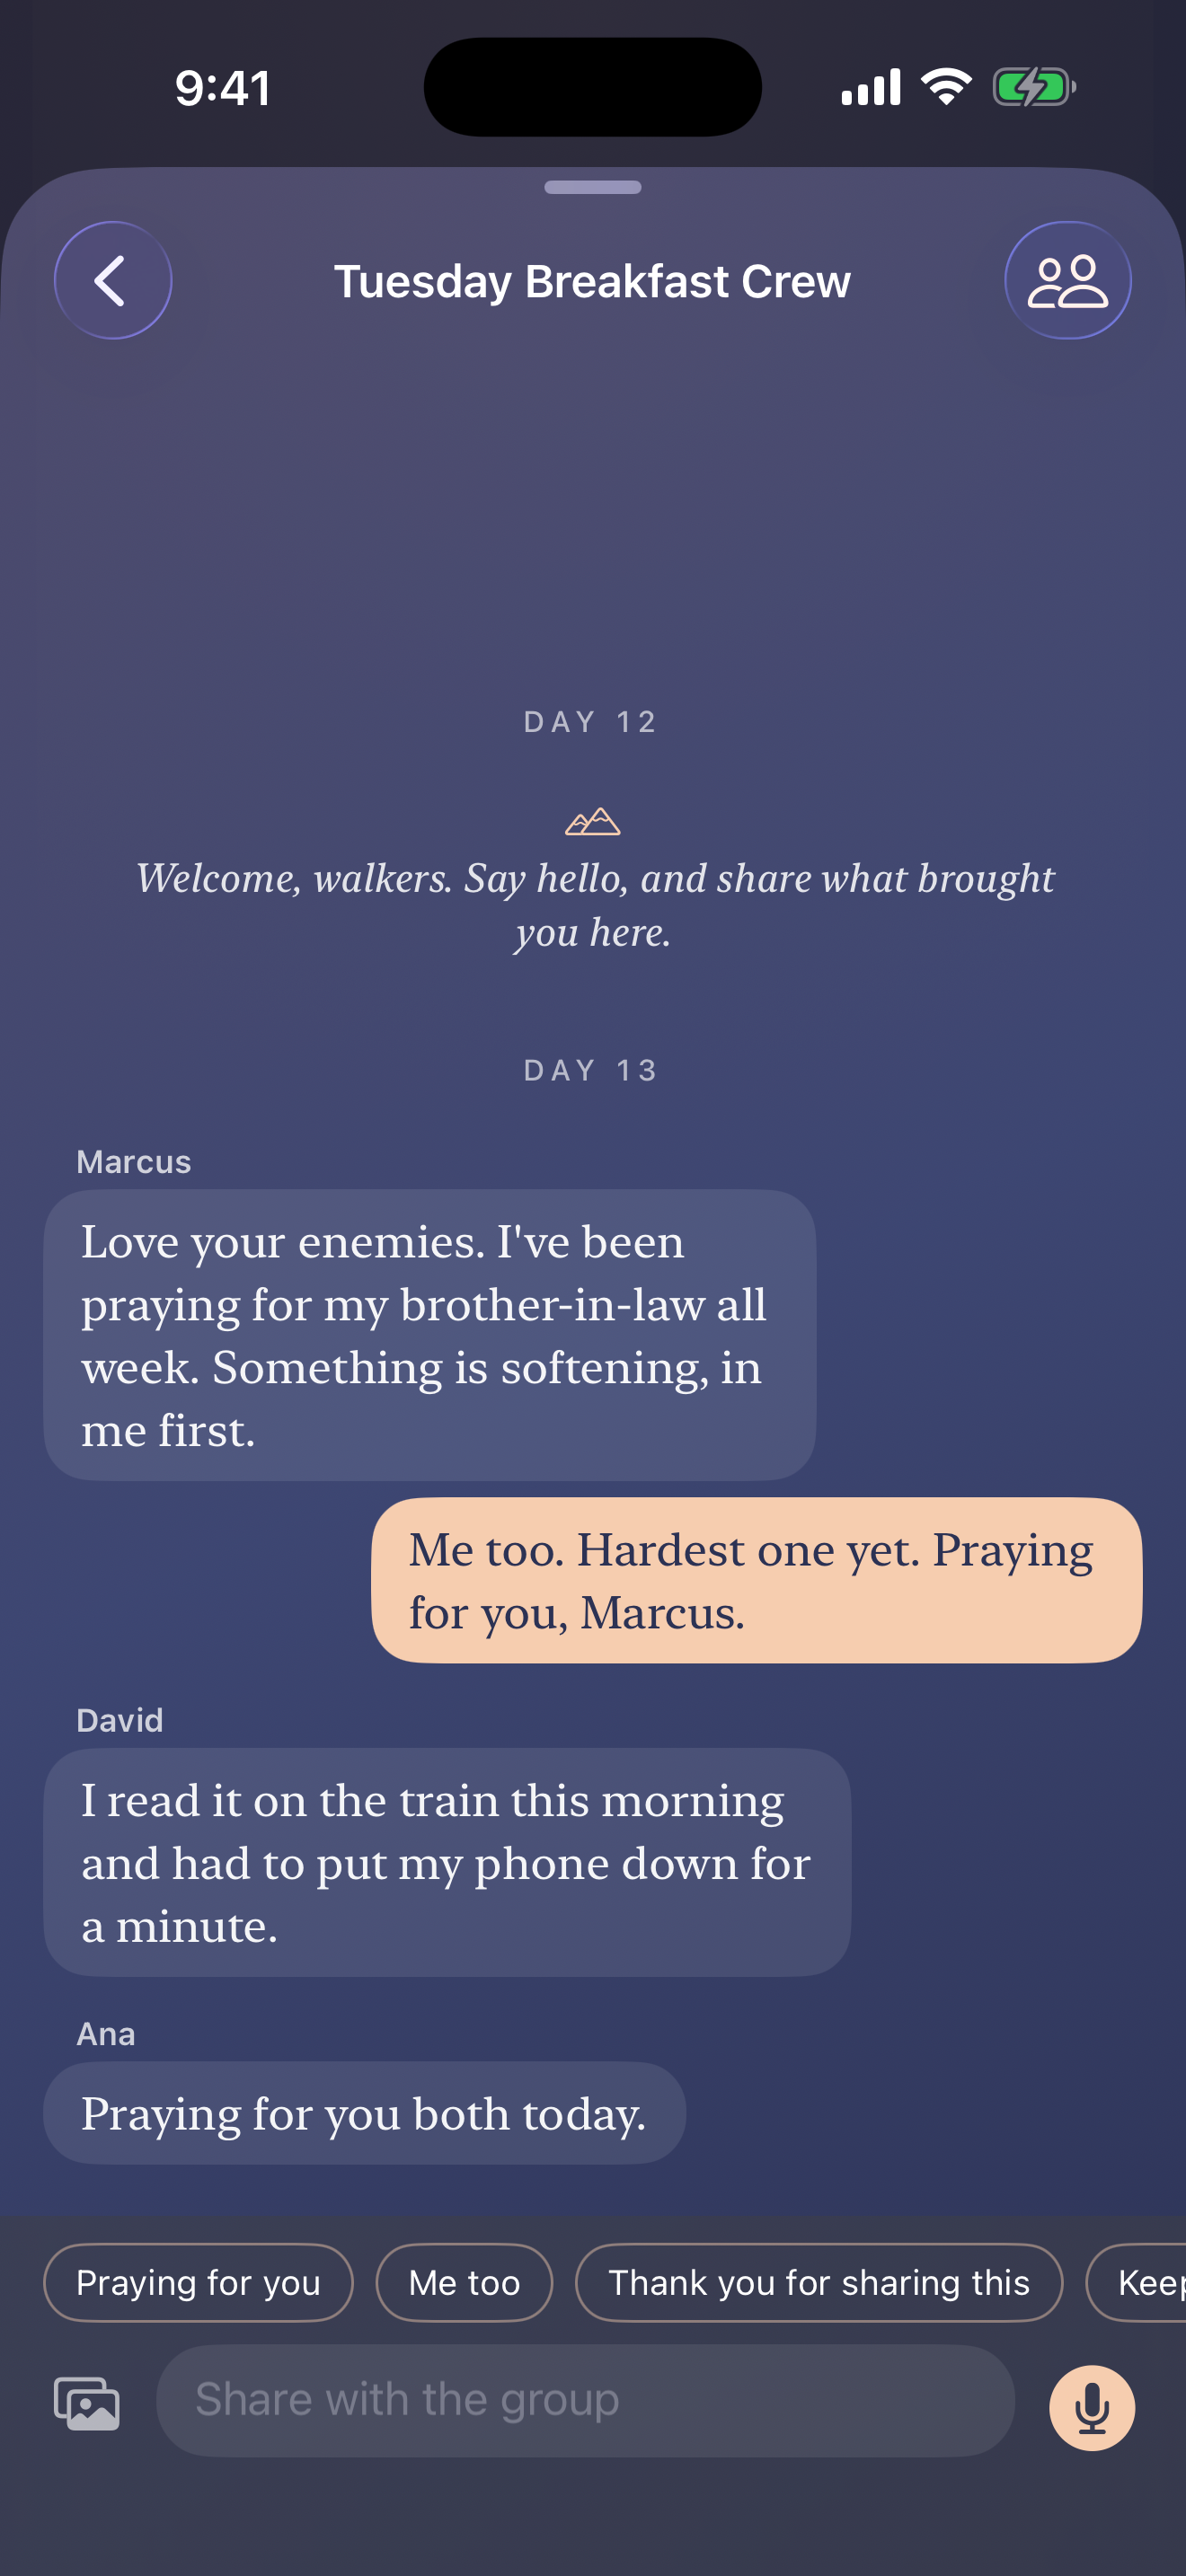 9:41
Tuesday Breakfast Crew
DAY 12
Welcome, walkers. Say hello, and share what brought
you here.
DAY 13
Marcus
Love your enemies. I've been
praying for my brother-in-law all
week. Something is softening, in
me first.
Me too. Hardest one yet. Praying
for you, Marcus.
David
I read it on the train this morning
and had to put my phone down for
a minute.
Ana
Praying for you both today.
Praying for you
Me too
Thank you for sharing this
Keep
Share with the group